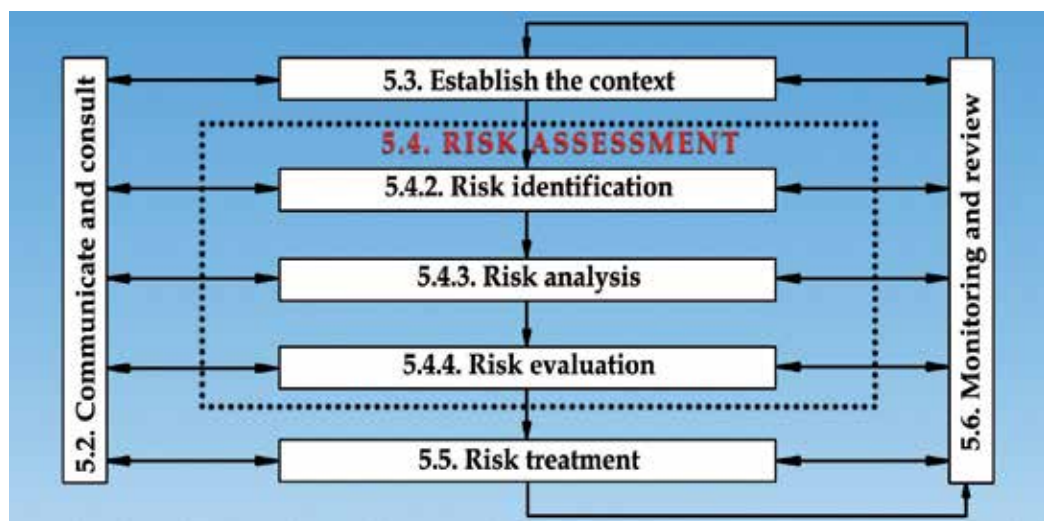 5.2. Communicate and consult
5.3. Establish the context
5.4. RISK ASSESSMENT
5.4.2. Risk identification
5.4.3. Risk analysis
5.4.4. Risk evaluation
5.5. Risk treatment
5.6. Monitoring and review